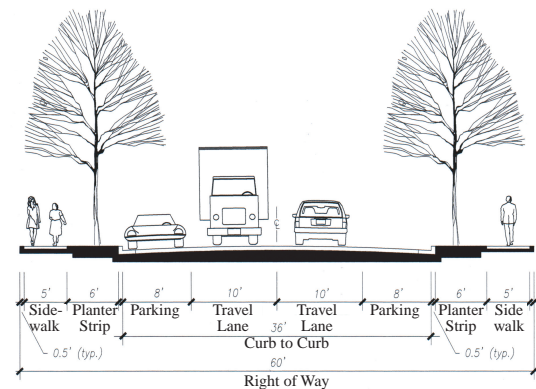 ℄
5' 6' 8' 10' 10' 8' 6' 5'
Side- Planter Parking Travel Travel Parking Planter Side
walk Strip Lane Lane Strip walk
36'
0.5' (typ.) Curb to Curb 0.5' (typ.)
60'
Right of Way